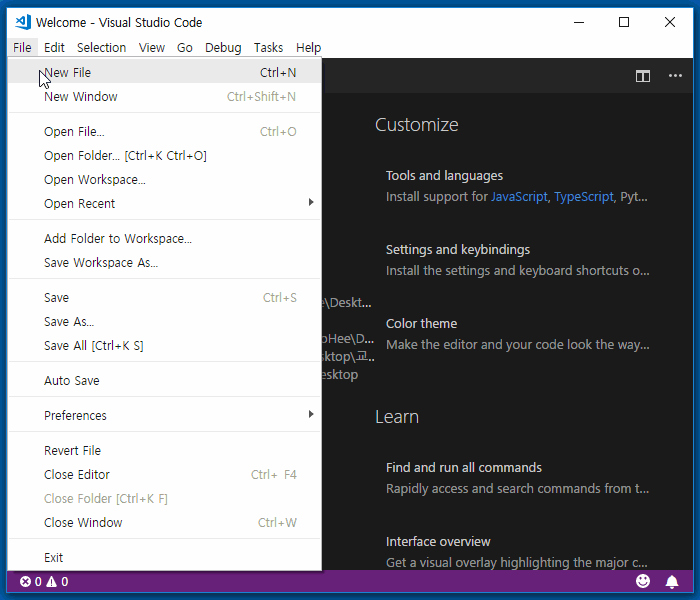 Welcome - Visual Studio Code
File Edit Selection View Go Debug Tasks Help
New File Ctrl+N
New Window Ctrl+Shift+N
Open File... Ctrl+O
Open Folder... [Ctrl+K Ctrl+O]
Open Workspace...
Open Recent
Add Folder to Workspace...
Save Workspace As...
Save Ctrl+S
Save As...
Save All [Ctrl+K S]
Auto Save
Preferences
Revert File
Close Editor Ctrl+ F4
Close Folder [Ctrl+K F]
Close Window Ctrl+W
Exit
e\Deskt...
pHee\D...
sktop\교...
esktop
Customize
Tools and languages
Install support for JavaScript, TypeScript, Pyt...
Settings and keybindings
Install the settings and keyboard shortcuts o...
Color theme
Make the editor and your code look the way...
Learn
Find and run all commands
Rapidly access and search commands from t...
Interface overview
Get a visual overlay highlighting the major c...
0 0